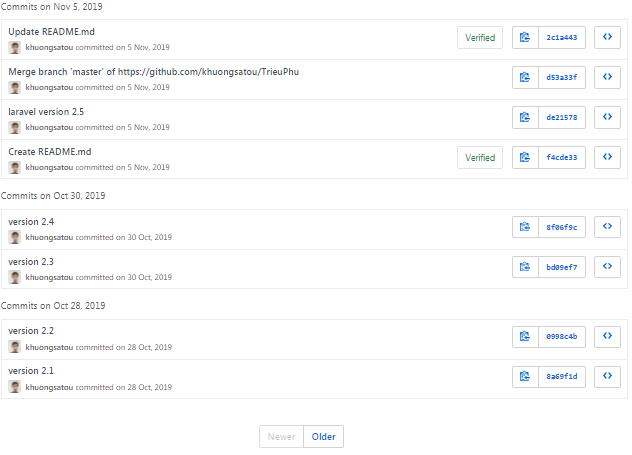 Commits on Nov 5, 2019
Update README.md
khuongsatou committed on 5 Nov, 2019
Verified
2c1a443
Merge branch 'master' of https://github.com/khuongsatou/TrieuPhu
khuongsatou committed on 5 Nov, 2019
d53a33f
laravel version 2.5
khuongsatou committed on 5 Nov, 2019
de21578
Create README.md
khuongsatou committed on 5 Nov, 2019
Verified
f4cde33
Commits on Oct 30, 2019
version 2.4
khuongsatou committed on 30 Oct, 2019
8f06f9c
version 2.3
khuongsatou committed on 30 Oct, 2019
bd09ef7
Commits on Oct 28, 2019
version 2.2
khuongsatou committed on 28 Oct, 2019
0998c4b
version 2.1
khuongsatou committed on 28 Oct, 2019
8a69f1d
Newer Older